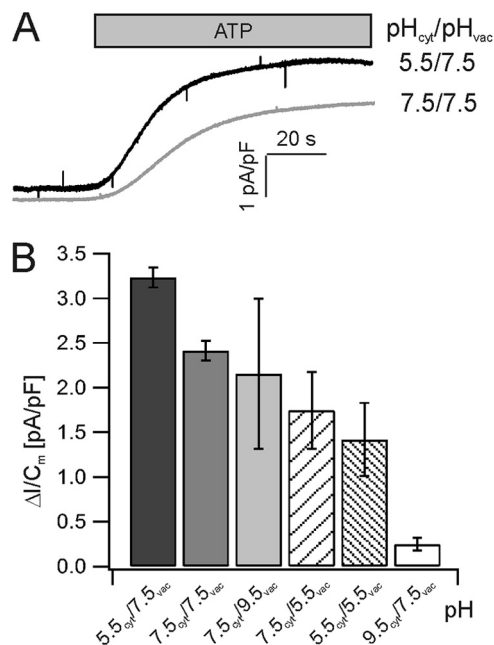 A
ATP
pHcyt/pHvac
5.5/7.5
7.5/7.5
20 s
1 pA/pF
B
3.5
3.0
2.5
2.0
1.5
1.0
0.5
0.0
ΔI/Cm [pA/pF]
5.5cyt/7.5vac
7.5cyt/7.5vac
7.5cyt/9.5vac
7.5cyt/5.5vac
5.5cyt/5.5vac
9.5cyt/7.5vac
pH